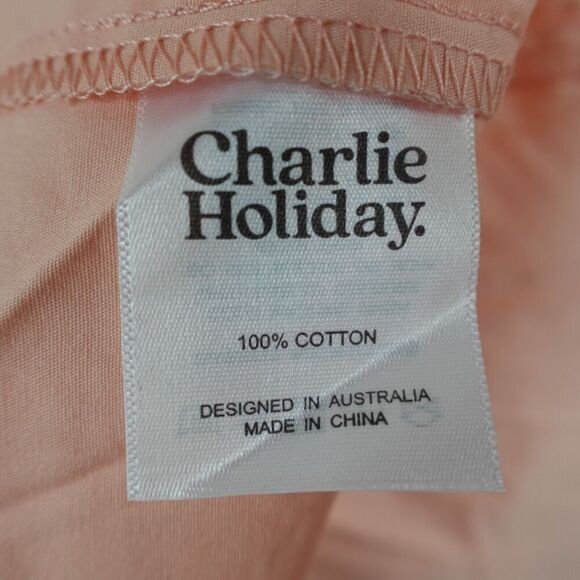 Charlie
Holiday.
100% COTTON
DESIGNED IN AUSTRALIA
MADE IN CHINA